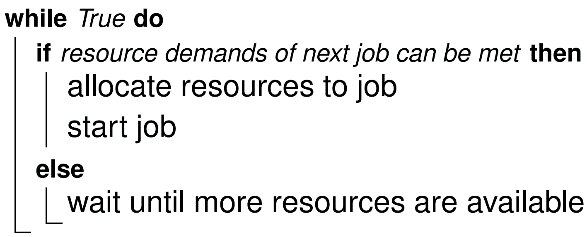 while True do
if resource demands of next job can be met then
allocate resources to job
start job
else
wait until more resources are available